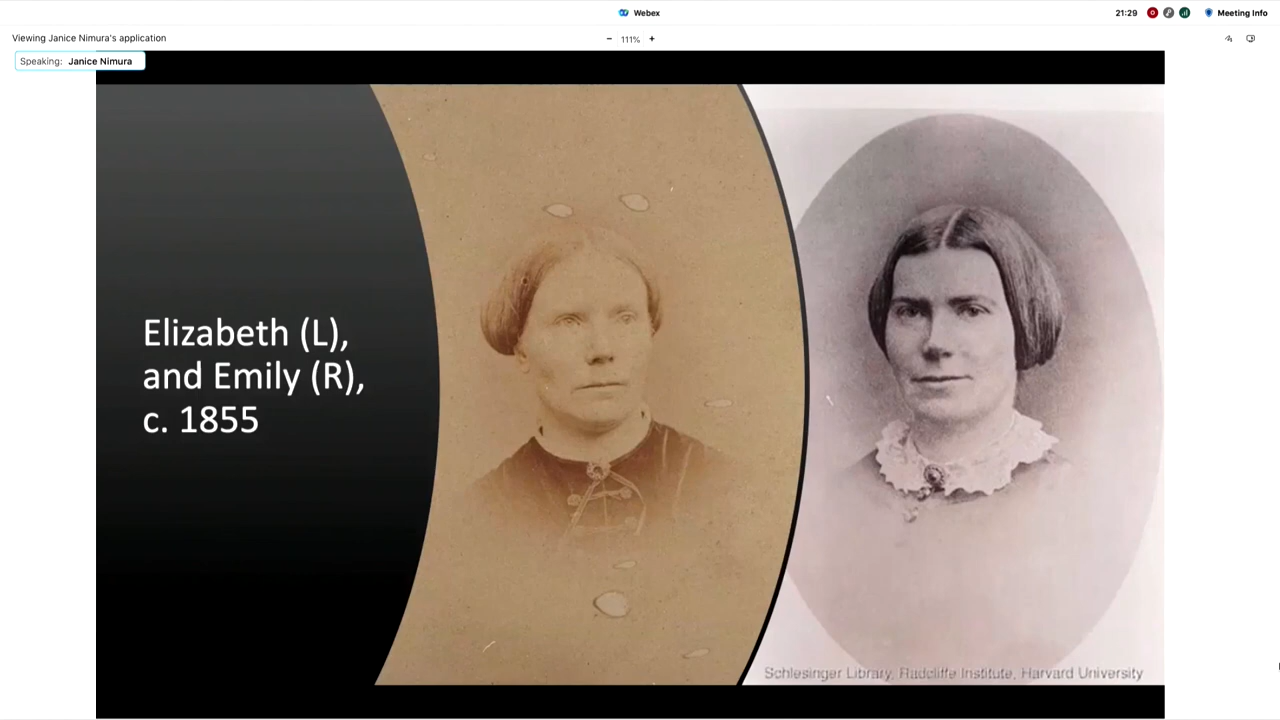 Webex
21:29
Meeting Info
Viewing Janice Nimura's application
111%
Speaking: Janice Nimura
Elizabeth (L),
and Emily (R),
c. 1855
Schlesinger Library, Radcliffe Institute, Harvard University